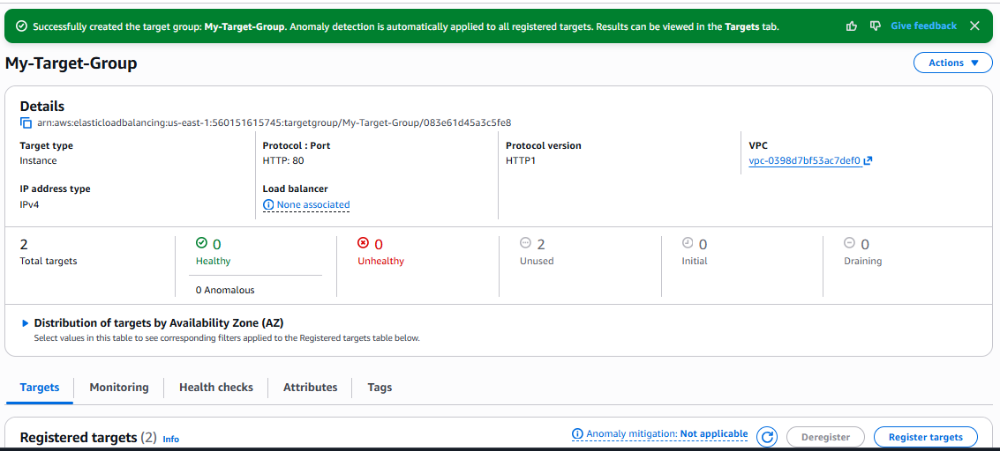 Successfully created the target group: My-Target-Group. Anomaly detection is automatically applied to all registered targets. Results can be viewed in the Targets tab.
Give feedback
My-Target-Group
Actions
Details
arn:aws:elasticloadbalancing:us-east-1:560151615745:targetgroup/My-Target-Group/083e61d45a3c5fe8
Target type
Instance
Protocol : Port
HTTP: 80
Protocol version
HTTP1
VPC
vpc-0398d7bf53ac7def0
IP address type
IPv4
Load balancer
None associated
2
Total targets
0
Healthy
0 Anomalous
0
Unhealthy
2
Unused
0
Initial
0
Draining
Distribution of targets by Availability Zone (AZ)
Select values in this table to see corresponding filters applied to the Registered targets table below.
Targets
Monitoring
Health checks
Attributes
Tags
Registered targets (2) Info
Anomaly mitigation: Not applicable
Deregister
Register targets